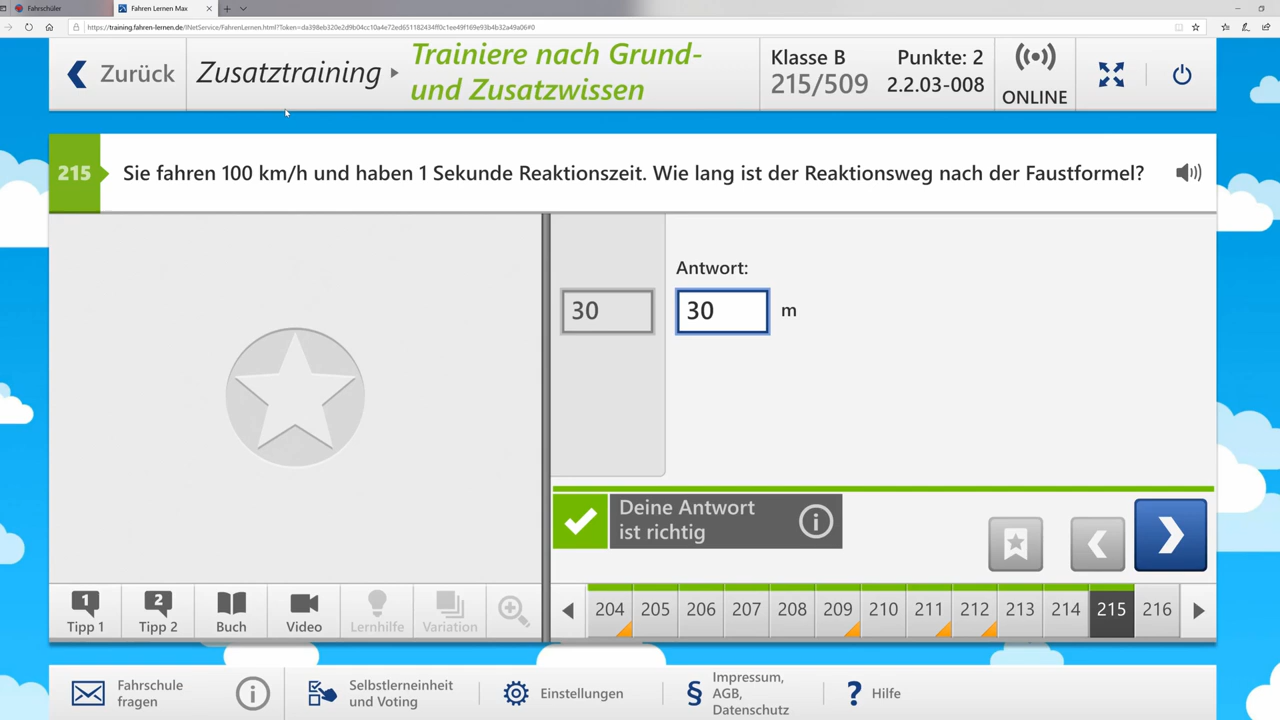 Fahrschüler
Fahren Lernen Max
https://training.fahren-lernen.de/INetService/FahrenLernen.html?Token=da398eb320e2d9b04cc10a4e72ed651182434ff0c1ee49f169e93b4b32a49a06#0
Zurück
Zusatztraining
Trainiere nach Grund-
und Zusatzwissen
Klasse B
215/509
Punkte: 2
2.2.03-008
ONLINE
215
Sie fahren 100 km/h und haben 1 Sekunde Reaktionszeit. Wie lang ist der Reaktionsweg nach der Faustformel?
Antwort:
30
30
m
Deine Antwort
ist richtig
1
Tipp 1
2
Tipp 2
Buch
Video
Lernhilfe
Variation
204 205 206 207 208 209 210 211 212 213 214 215 216
Fahrschule
fragen
Selbstlerneinheit
und Voting
Einstellungen
§
Impressum,
AGB,
Datenschutz
?
Hilfe